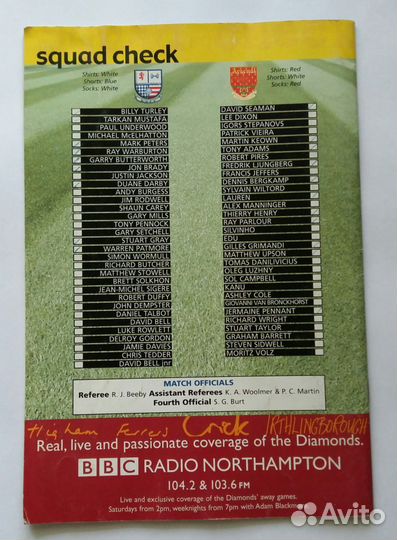 squad check
Shirts: White
Shorts: Blue
Socks: White
Arsenal
Shirts: Red
Shorts: White
Socks: Red
BILLY TURLEY
TARKAN MUSTAFA
PAUL UNDERWOOD
MICHAEL McELHATTON
MARK PETERS
RAY WARBURTON
GARRY BUTTERWORTH
JON BRADY
JUSTIN JACKSON
DUANE DARBY
ANDY BURGESS
JIM RODWELL
SHAUN CAREY
GARY MILLS
TONY PENNOCK
GARY SETCHELL
STUART GRAY
WARREN PATMORE
SIMON WORMULL
RICHARD BUTCHER
MATTHEW STOWELL
BRETT SOLKHON
JEAN-MICHEL SIGERE
ROBERT DUFFY
JOHN DEMPSTER
DANIEL TALBOT
DAVID BELL
LUKE ROWLETT
DELROY GORDON
JAMIE DAVIES
CHRIS TEDDER
DAVID BELL jnr
DAVID SEAMAN
LEE DIXON
IGORS STEPANOVS
PATRICK VIEIRA
MARTIN KEOWN
TONY ADAMS
ROBERT PIRES
FREDRIK LJUNGBERG
FRANCIS JEFFERS
DENNIS BERGKAMP
SYLVAIN WILTORD
LAUREN
ALEX MANNINGER
THIERRY HENRY
RAY PARLOUR
SILVINHO
EDU
GILLES GRIMANDI
MATTHEW UPSON
TOMAS DANILIVICIUS
OLEG LUZHNY
SOL CAMPBELL
KANU
ASHLEY COLE
GIOVANNI VAN BRONCKHORST
JERMAINE PENNANT
RICHARD WRIGHT
STUART TAYLOR
GRAHAM BARRETT
STEVEN SIDWELL
MORITZ VOLZ
MATCH OFFICIALS
Referee R. J. Beeby Assistant Referees K. A. Woolmer & P. C. Martin
Fourth Official S. G. Burt
Higham Ferrers Crick IRTHLINGBOROUGH
Real, live and passionate coverage of the Diamonds.
BBC RADIO NORTHAMPTON
104.2 & 103.6 FM
Live and exclusive coverage of the Diamonds' away games.
Saturdays from 2pm, weeknights from 7pm with Adam Blackmore
Avito